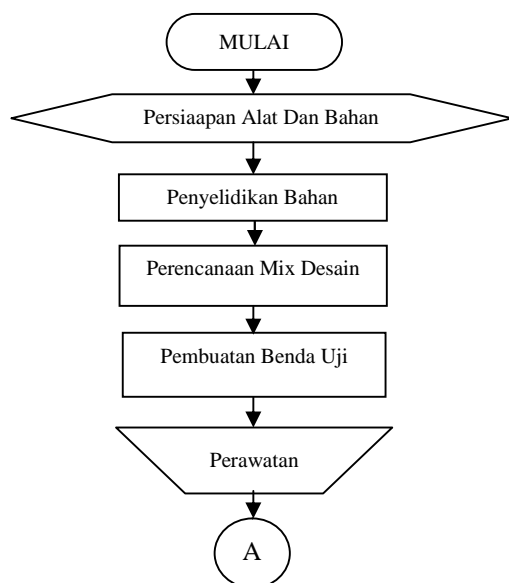 MULAI
Persiaapan Alat Dan Bahan
Penyelidikan Bahan
Perencanaan Mix Desain
Pembuatan Benda Uji
Perawatan
A